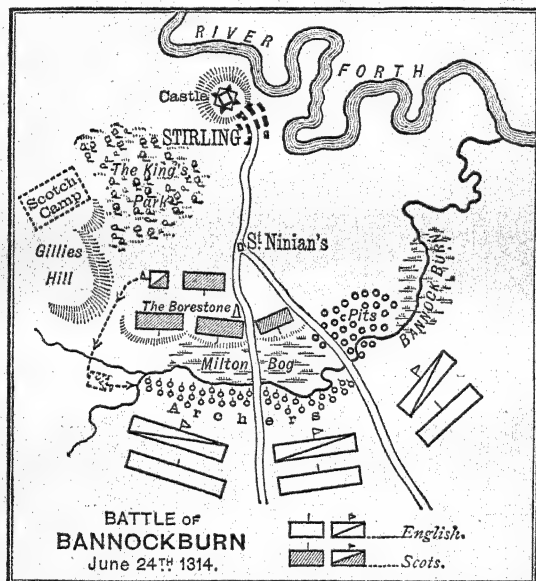 RIVER
FORTH
Castle
STIRLING
The King's
Park
Scotch
Camp
Gillies
Hill
St. Ninian's
The Borestone
Pits
BANNOCK BURN
Milton Bog
Archers
BATTLE OF
BANNOCKBURN
June 24TH 1314.
English.
Scots.